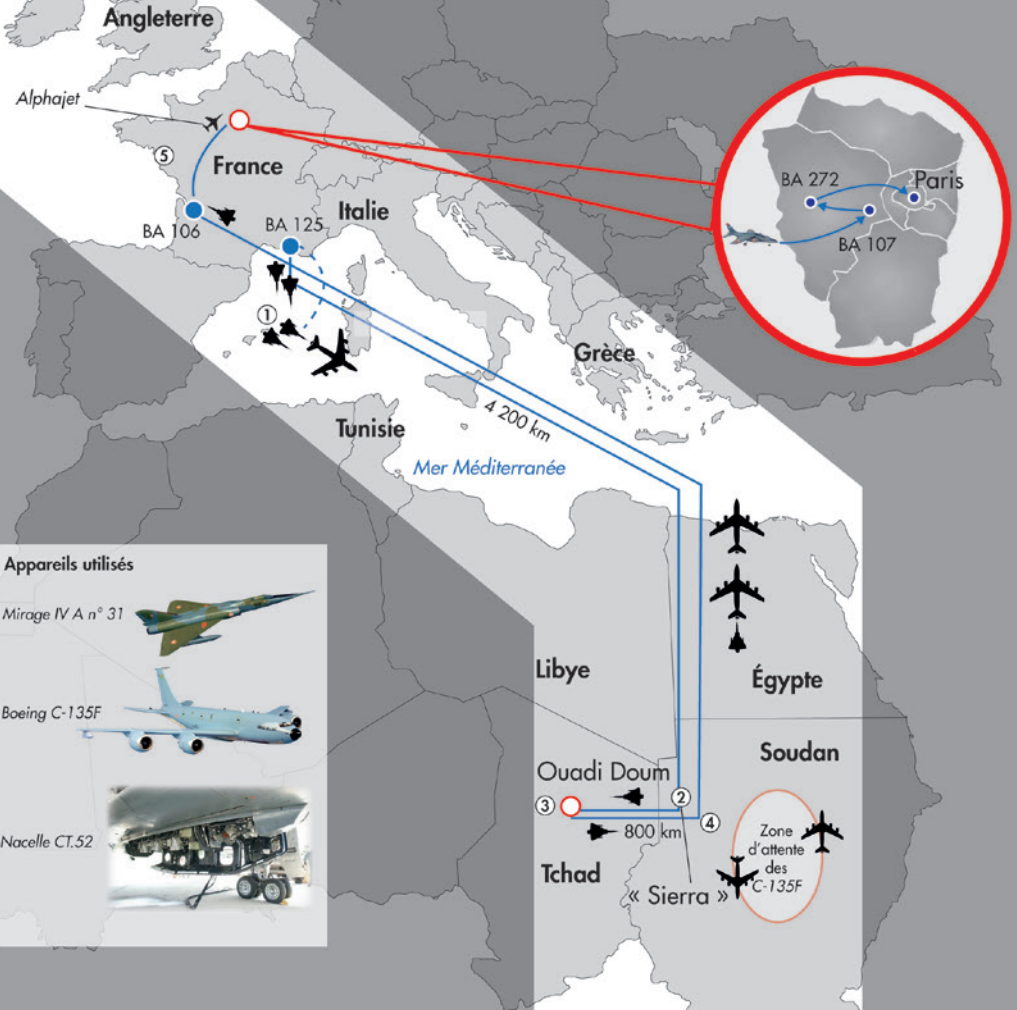 Angleterre
Alphajet
5
France
BA 106
BA 125
Italie
1
BA 272
Paris
BA 107
Grèce
4 200 km
Tunisie
Mer Méditerranée
Appareils utilisés
Mirage IV A n° 31
Boeing C-135F
Nacelle CT.52
Libye
Égypte
Soudan
Ouadi Doum
3
2
800 km
4
Tchad
« Sierra »
Zone
d'attente
des
C-135F